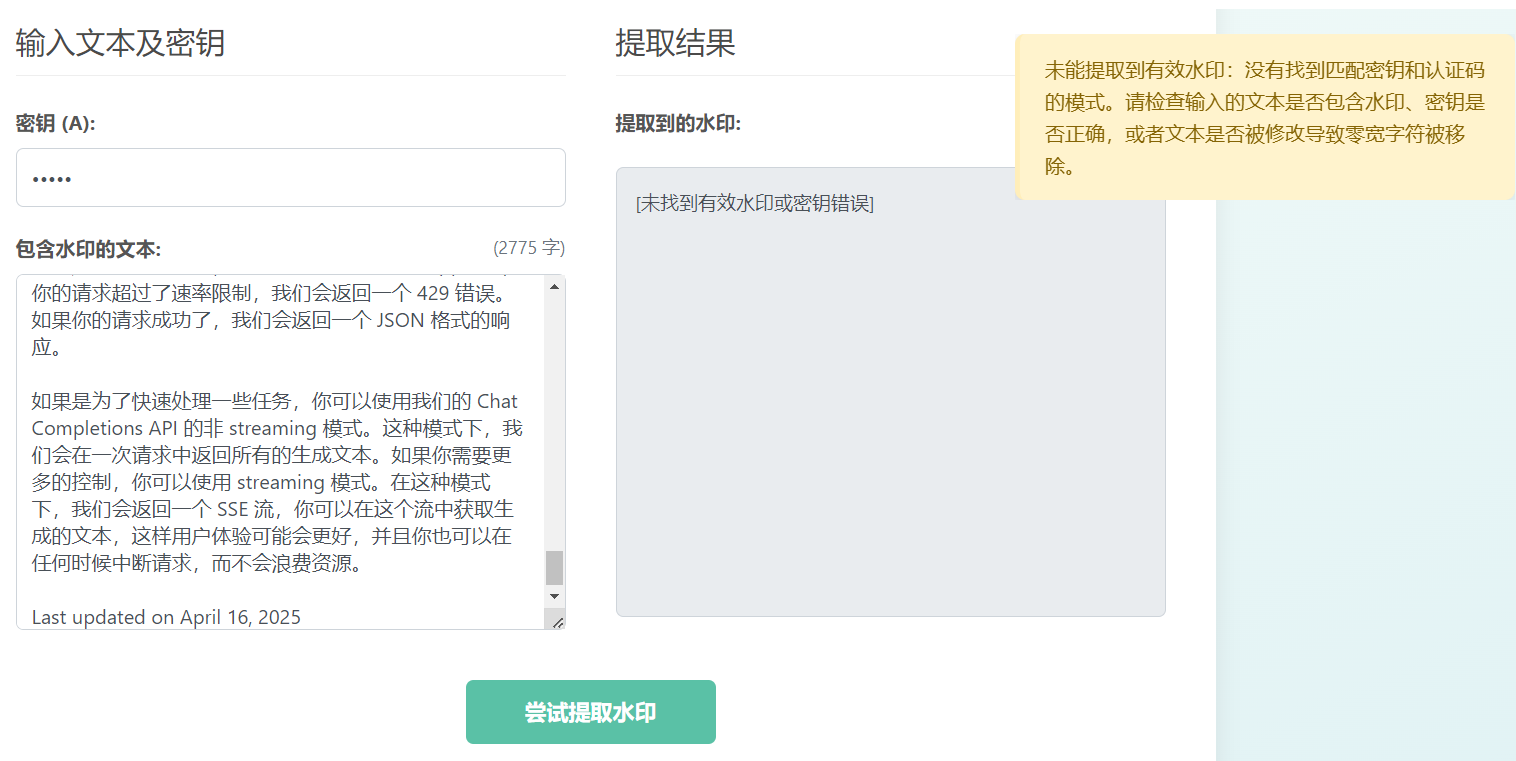 输入文本及密钥
密钥 (A):
•••••
包含水印的文本:
(2775 字)
你的请求超过了速率限制，我们会返回一个 429 错误。
如果你的请求成功了，我们会返回一个 JSON 格式的响
应。
如果是为了快速处理一些任务，你可以使用我们的 Chat
Completions API 的非 streaming 模式。这种模式下，我
们会在一次请求中返回所有的生成文本。如果你需要更
多的控制，你可以使用 streaming 模式。在这种模式
下，我们会返回一个 SSE 流，你可以在这个流中获取生
成的文本，这样用户体验可能会更好，并且你也可以在
任何时候中断请求，而不会浪费资源。
Last updated on April 16, 2025
提取结果
提取到的水印:
[未找到有效水印或密钥错误]
未能提取到有效水印：没有找到匹配密钥和认证码
的模式。请检查输入的文本是否包含水印、密钥是
否正确，或者文本是否被修改导致零宽字符被移
除。
尝试提取水印